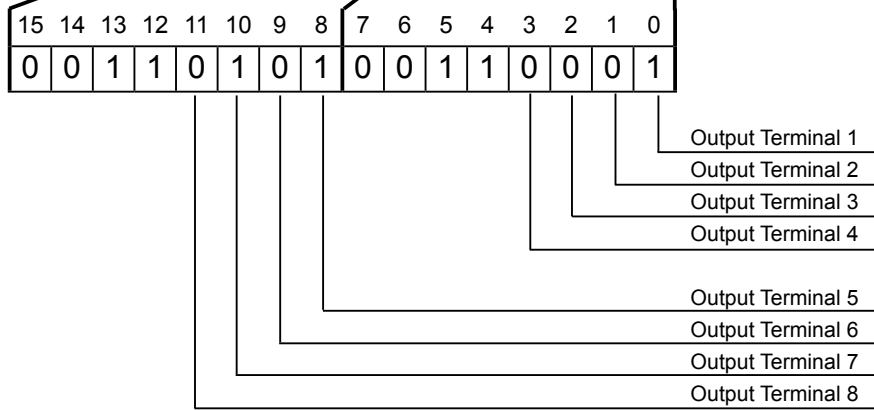 15 14 13 12 11 10 9 8 7 6 5 4 3 2 1 0
0 0 1 1 0 1 0 1 0 0 1 1 0 0 0 1
Output Terminal 1
Output Terminal 2
Output Terminal 3
Output Terminal 4
Output Terminal 5
Output Terminal 6
Output Terminal 7
Output Terminal 8